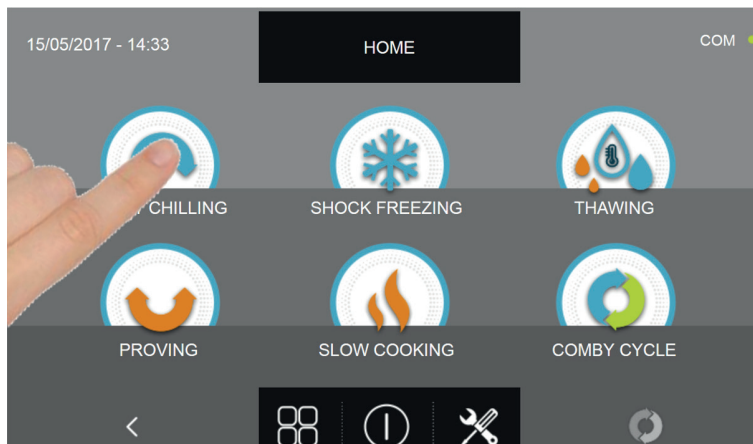 15/05/2017 - 14:33
HOME
COM
CHILLING
SHOCK FREEZING
THAWING
PROVING
SLOW COOKING
COMBY CYCLE